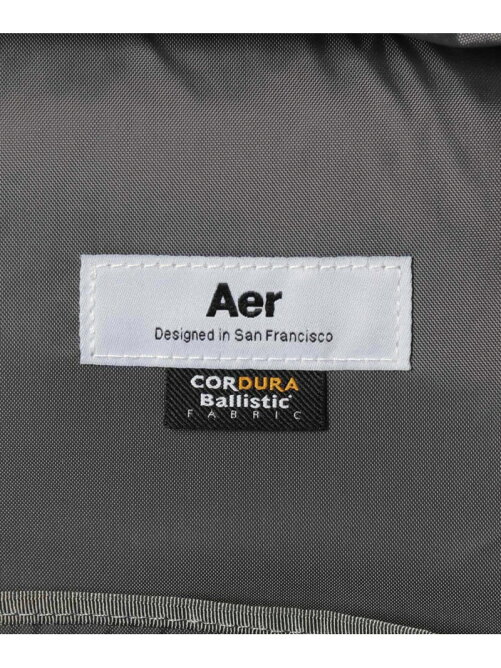 Aer
Designed in San Francisco
CORDURA
Ballistic®
FABRIC